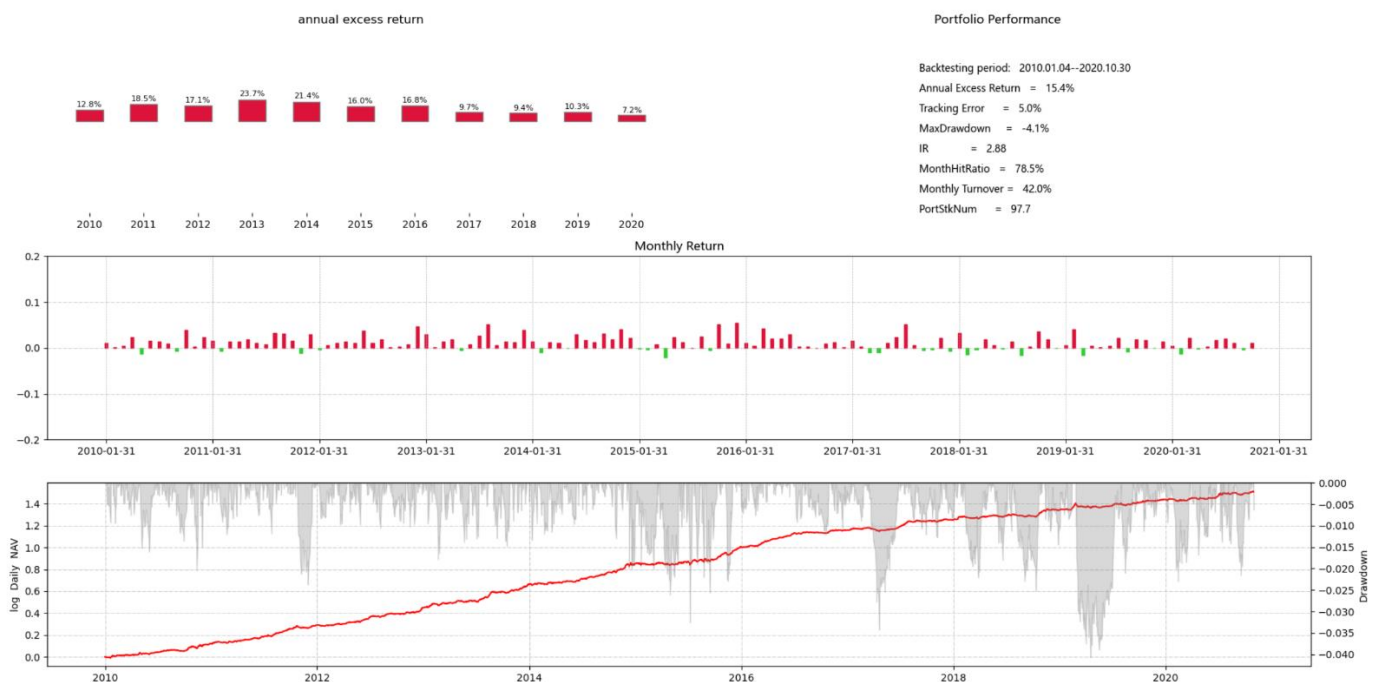 annual excess return
12.8% 18.5% 17.1% 23.7% 21.4% 16.0% 16.8% 9.7% 9.4% 10.3% 7.2%
2010 2011 2012 2013 2014 2015 2016 2017 2018 2019 2020
Portfolio Performance
Backtesting period: 2010.01.04--2020.10.30
Annual Excess Return = 15.4%
Tracking Error = 5.0%
MaxDrawdown = -4.1%
IR = 2.88
MonthHitRatio = 78.5%
Monthly Turnover = 42.0%
PortStkNum = 97.7
Monthly Return
0.2
0.1
0.0
−0.1
−0.2
2010-01-31 2011-01-31 2012-01-31 2013-01-31 2014-01-31 2015-01-31 2016-01-31 2017-01-31 2018-01-31 2019-01-31 2020-01-31 2021-01-31
log Daily NAV
1.4
1.2
1.0
0.8
0.6
0.4
0.2
0.0
0.000
−0.005
−0.010
−0.015
−0.020
−0.025
−0.030
−0.035
−0.040
Drawdown
2010 2012 2014 2016 2018 2020